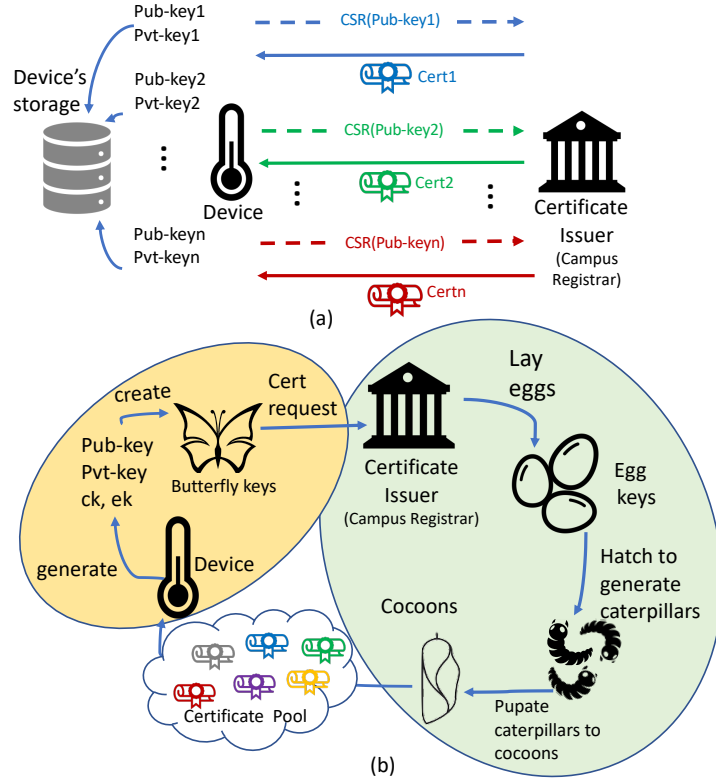 Pub-key1
Pvt-key1
CSR(Pub-key1)
Cert1
Device's
storage
Pub-key2
Pvt-key2
CSR(Pub-key2)
Cert2
Device
Certificate
Issuer
(Campus
Registrar)
Pub-keyn
Pvt-keyn
CSR(Pub-keyn)
Certn
(a)
create
Cert
request
Lay
eggs
Pub-key
Pvt-key
ck, ek
Butterfly keys
Certificate
Issuer
(Campus Registrar)
Egg
keys
generate
Device
Hatch to
generate
caterpillars
Cocoons
Pupate
caterpillars to
cocoons
Certificate Pool
(b)